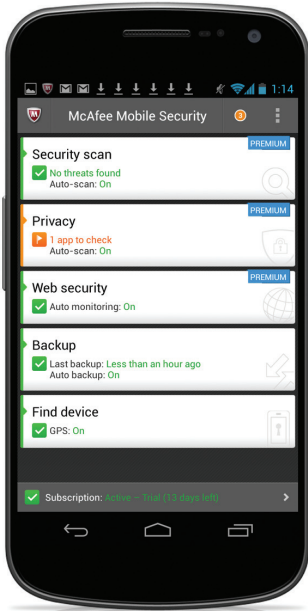 1:14
McAfee Mobile Security
3
PREMIUM
Security scan
No threats found
Auto-scan: On
PREMIUM
Privacy
1 app to check
Auto-scan: On
PREMIUM
Web security
Auto monitoring: On
Backup
Last backup: Less than an hour ago
Auto backup: On
Find device
GPS: On
Subscription: Active – Trial (13 days left)